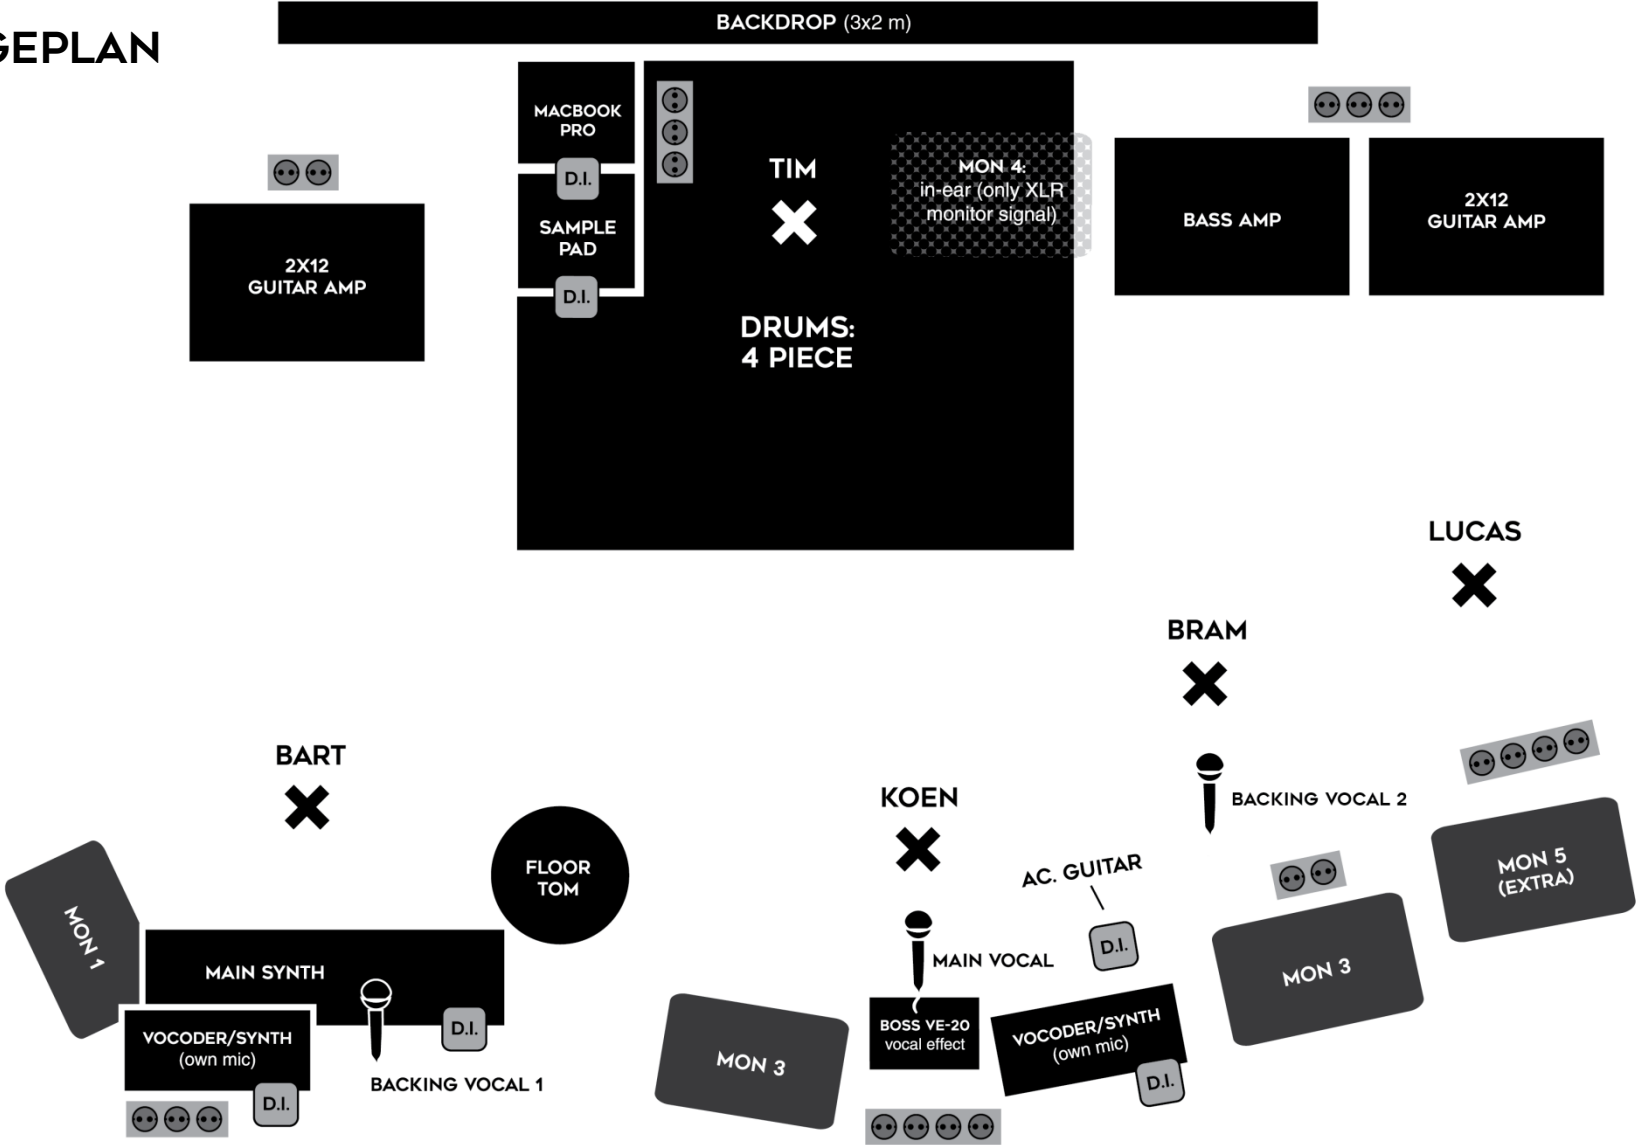 GEPLAN
BACKDROP (3x2 m)
MACBOOK
PRO
D.I.
SAMPLE
PAD
D.I.
TIM
MON 4:
in-ear (only XLR
monitor signal)
DRUMS:
4 PIECE
2X12
GUITAR AMP
BASS AMP
2X12
GUITAR AMP
LUCAS
BRAM
BART
KOEN
BACKING VOCAL 2
FLOOR
TOM
AC. GUITAR
D.I.
MON 5
(EXTRA)
MON 1
MAIN SYNTH
D.I.
VOCODER/SYNTH
(own mic)
D.I.
BACKING VOCAL 1
MON 3
MAIN VOCAL
BOSS VE-20
vocal effect
VOCODER/SYNTH
(own mic)
D.I.
MON 3